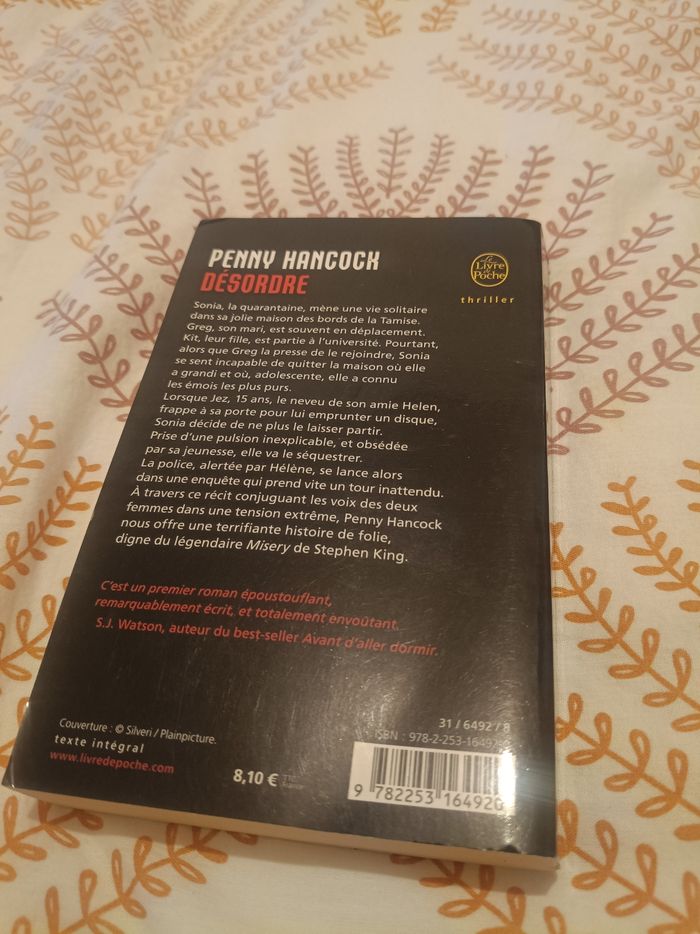 PENNY HANCOCK
DÉSORDRE
Le
Livre
de
Poche
thriller
Sonia, la quarantaine, mène une vie solitaire
dans sa jolie maison des bords de la Tamise.
Greg, son mari, est souvent en déplacement.
Kit, leur fille, est partie à l'université. Pourtant,
alors que Greg la presse de le rejoindre, Sonia
se sent incapable de quitter la maison où elle
a grandi et où, adolescente, elle a connu
les émois les plus purs.
Lorsque Jez, 15 ans, le neveu de son amie Helen,
frappe à sa porte pour lui emprunter un disque,
Sonia décide de ne plus le laisser partir.
Prise d'une pulsion inexplicable, et obsédée
par sa jeunesse, elle va le séquestrer.
La police, alertée par Hélène, se lance alors
dans une enquête qui prend vite un tour inattendu.
À travers ce récit conjuguant les voix des deux
femmes dans une tension extrême, Penny Hancock
nous offre une terrifiante histoire de folie,
digne du légendaire Misery de Stephen King.
C'est un premier roman époustouflant,
remarquablement écrit, et totalement envoûtant.
S.J. Watson, auteur du best-seller Avant d'aller dormir.
Couverture : © Silveri / Plainpicture.
texte intégral
www.livredepoche.com
8,10 €
31 / 6492 / 8
ISBN : 978-2-253-16492-
9 782253 164920